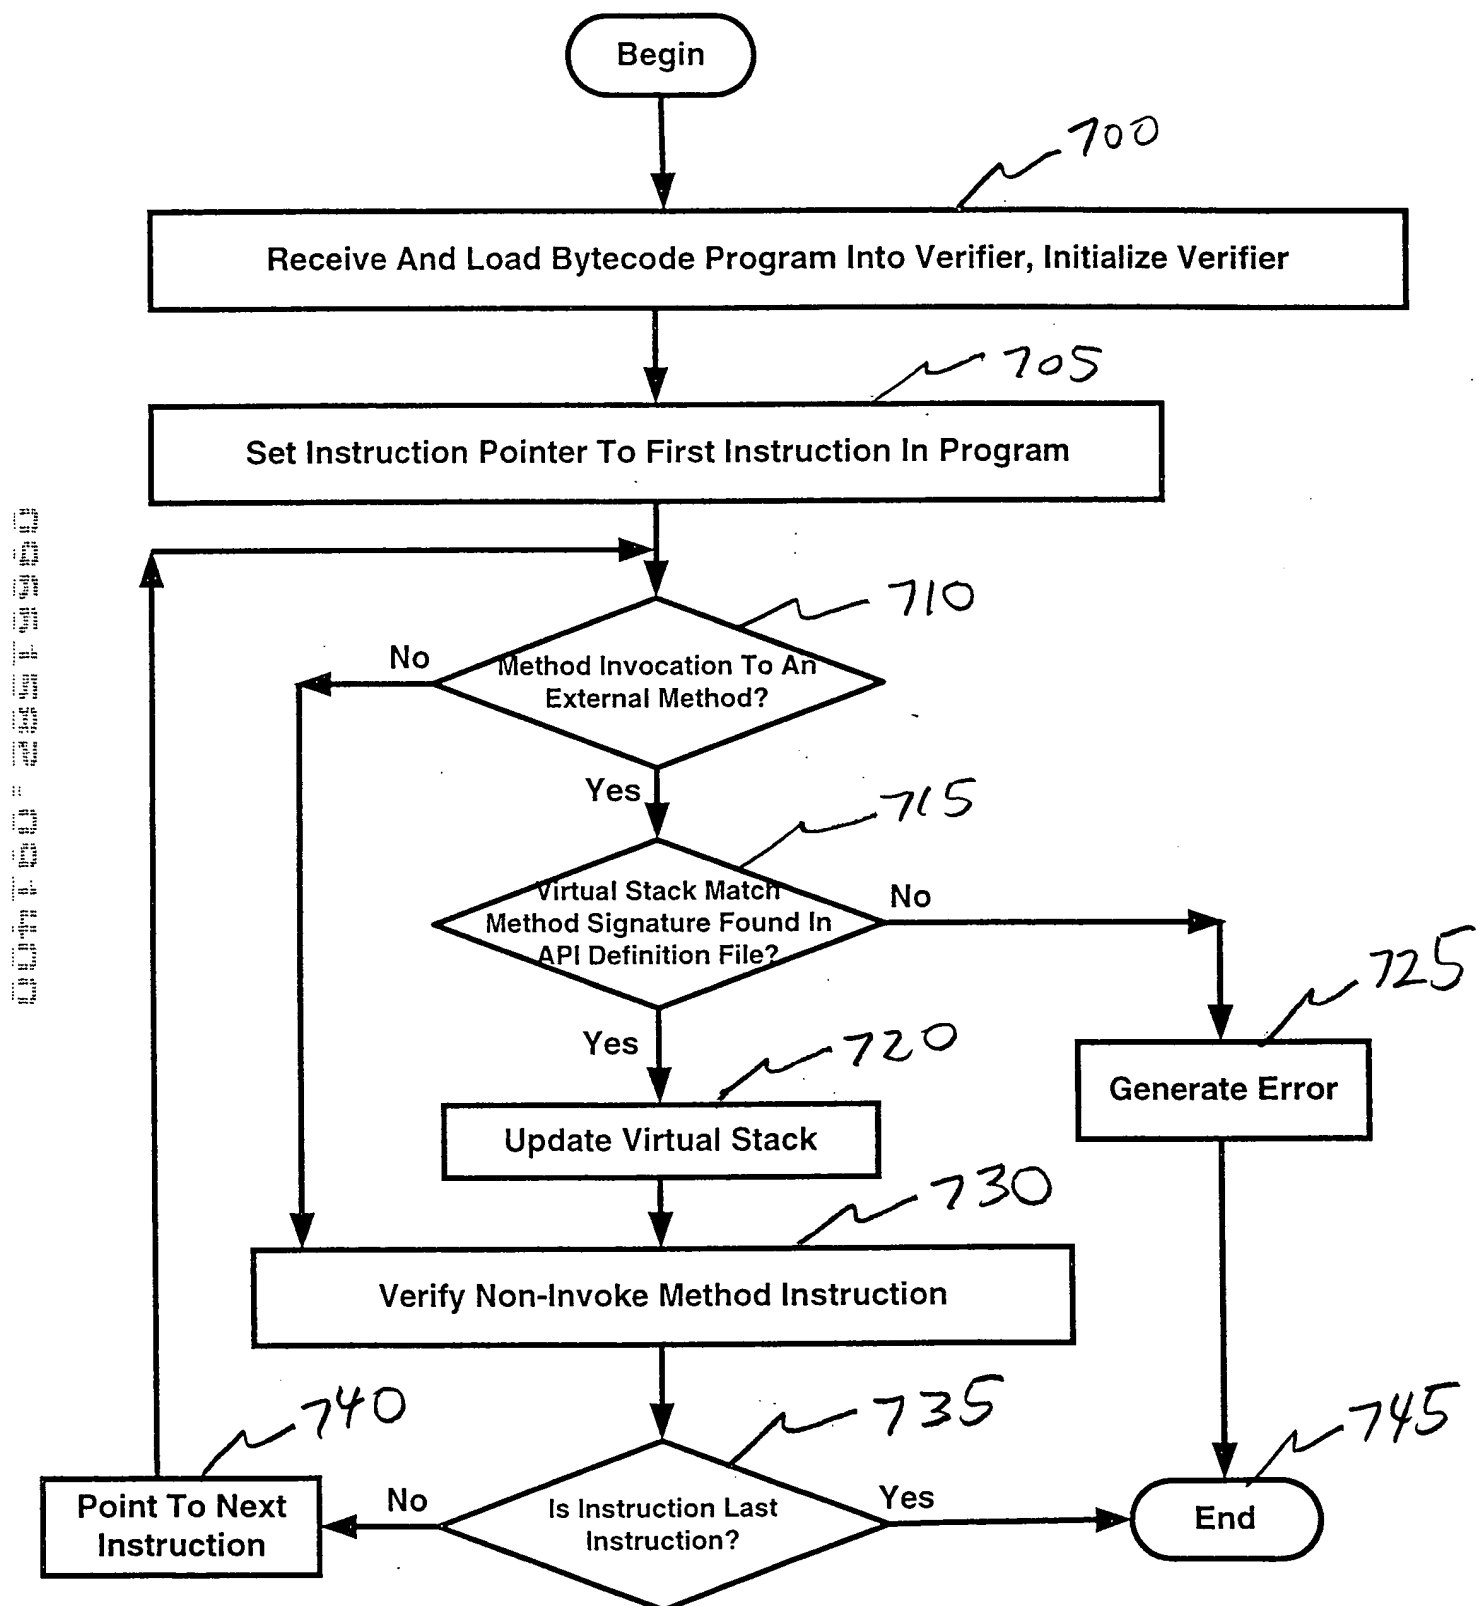 Begin
700
Receive And Load Bytecode Program Into Verifier, Initialize Verifier
705
Set Instruction Pointer To First Instruction In Program
710
No
Method Invocation To An
External Method?
Yes
715
Virtual Stack Match
Method Signature Found In
API Definition File?
No
725
Yes
720
Generate Error
Update Virtual Stack
730
Verify Non-Invoke Method Instruction
740
735
745
Point To Next
Instruction
No
Is Instruction Last
Instruction?
Yes
End